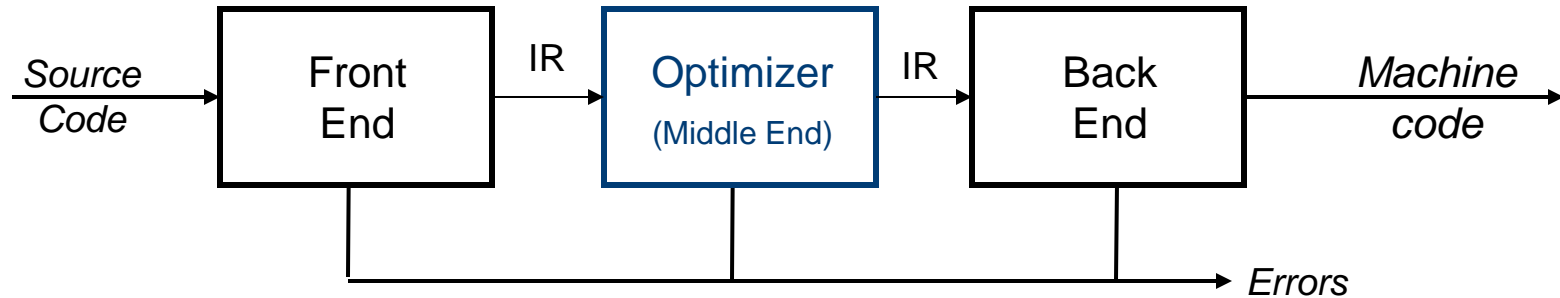 Source
Code
Front
End
IR
Optimizer
(Middle End)
IR
Back
End
Machine
code
Errors